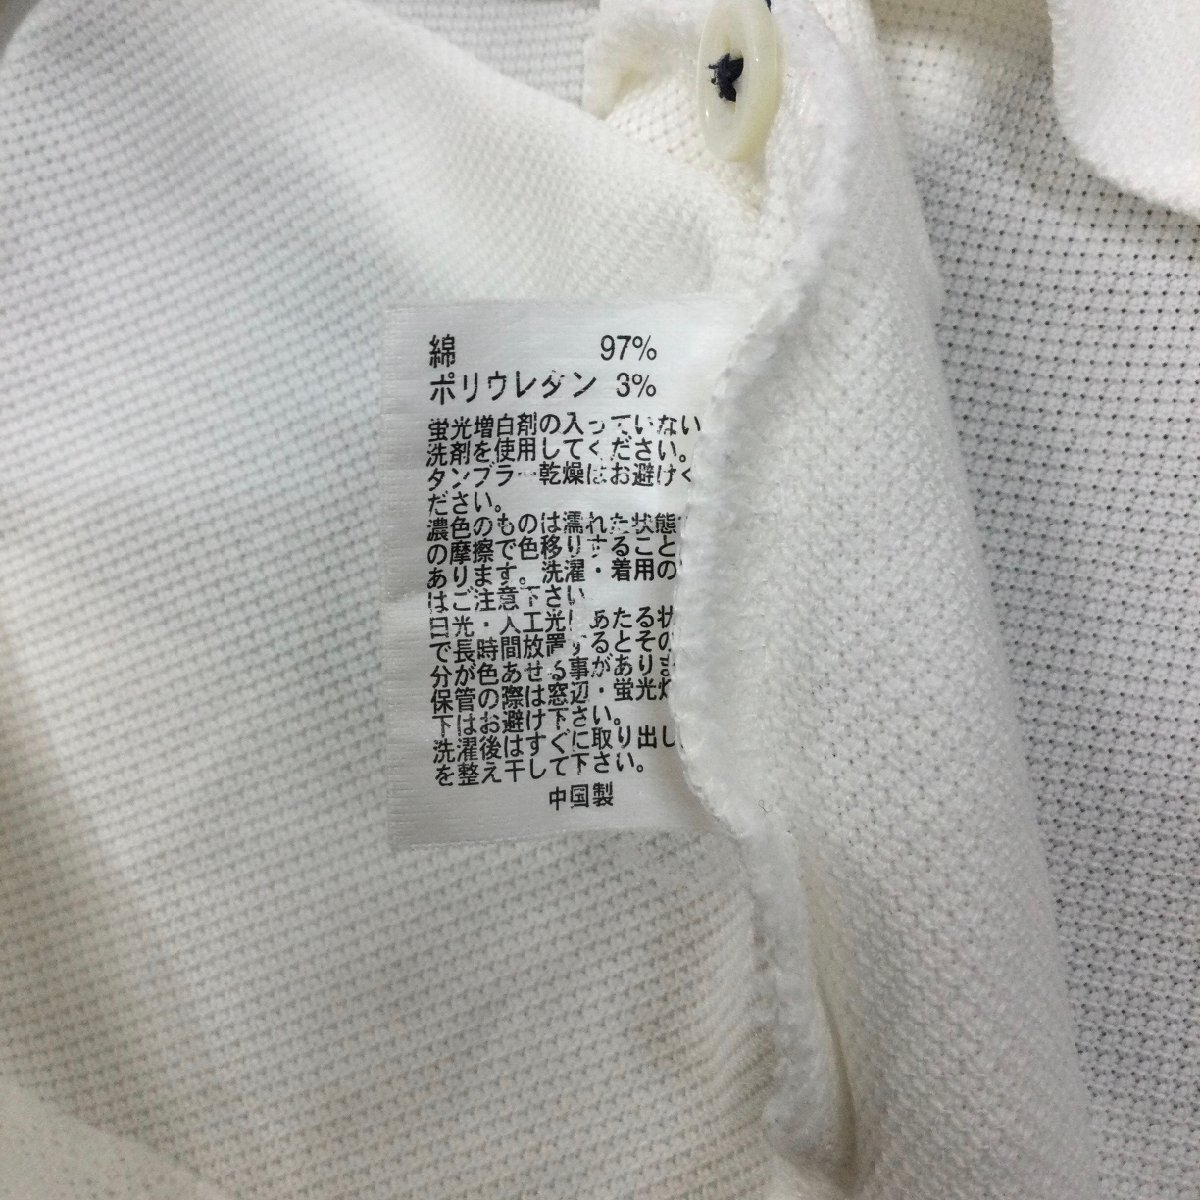 綿 97%
ポリウレタン 3%
蛍光増白剤の入っていない
洗剤を使用してください。
タンブラー乾燥はお避けく
ださい。
濃色のものは濡れた状態
の摩擦で色移りすること
あります。洗濯・着用の
はご注意下さい
日光・人工光にあたる状
で長時間放置するとその
分が色あせる事がありま
保管の際は窓辺・蛍光灯
下はお避け下さい。
洗濯後はすぐに取り出し
を整え干して下さい。
中国製